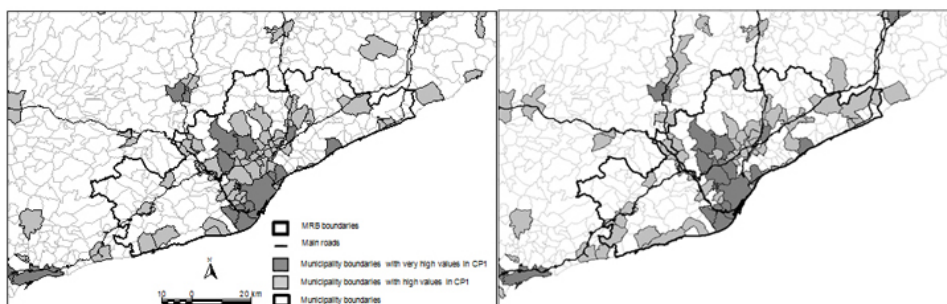 MRB boundaries
Main roads
Municipality boundaries with very high values in CP1
Municipality boundaries with high values in CP1
Municipality boundaries
10 0 20 km